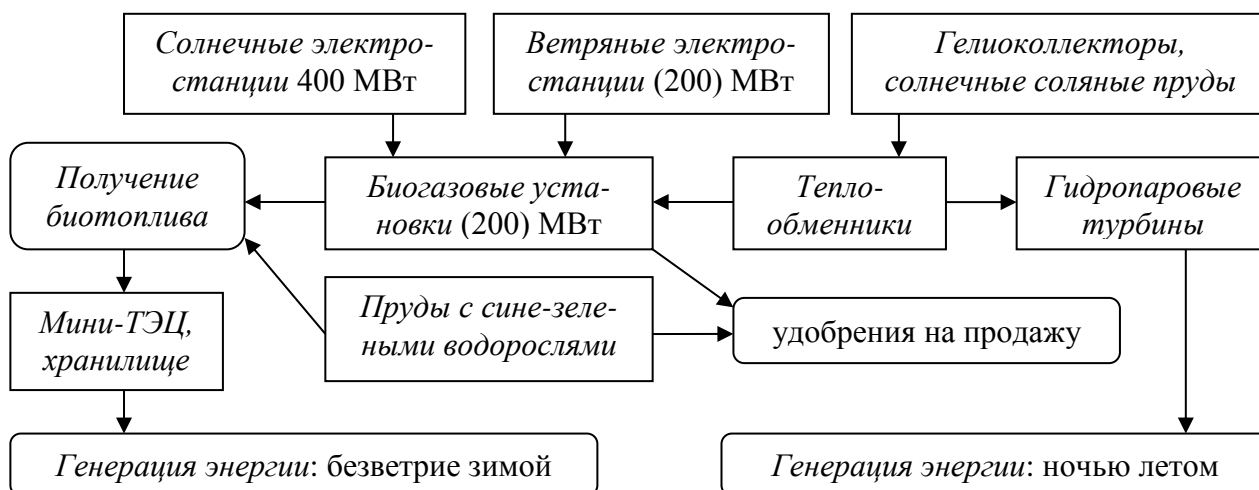 Солнечные электро-
станции 400 МВт
Ветряные электро-
станции (200) МВт
Гелиоколлекторы,
солнечные соляные пруды
Получение
биотоплива
Биогазовые уста-
новки (200) МВт
Тепло-
обменники
Гидропаровые
турбины
Мини-ТЭЦ,
хранилище
Пруды с сине-зеле-
ными водорослями
удобрения на продажу
Генерация энергии: безветрие зимой
Генерация энергии: ночью летом